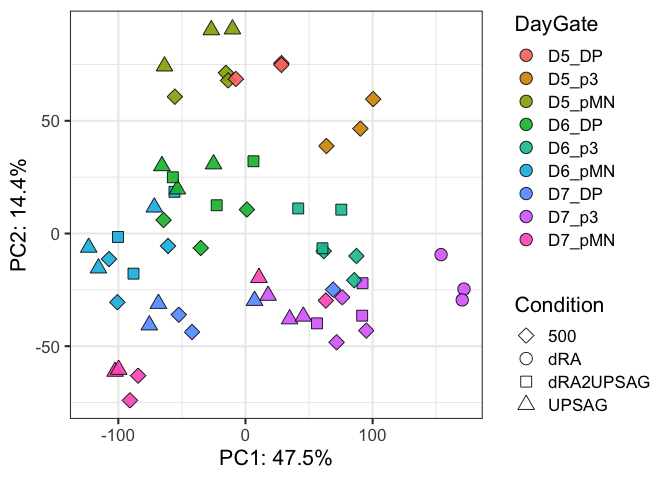 DayGate
D5_DP
D5_p3
D5_pMN
D6_DP
D6_p3
D6_pMN
D7_DP
D7_p3
D7_pMN
Condition
500
dRA
dRA2UPSAG
UPSAG
50
0
-50
PC2: 14.4%
-100 0 100
PC1: 47.5%